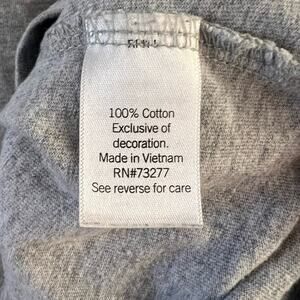 100% Cotton
Exclusive of
decoration.
Made in Vietnam
RN#73277
See reverse for care